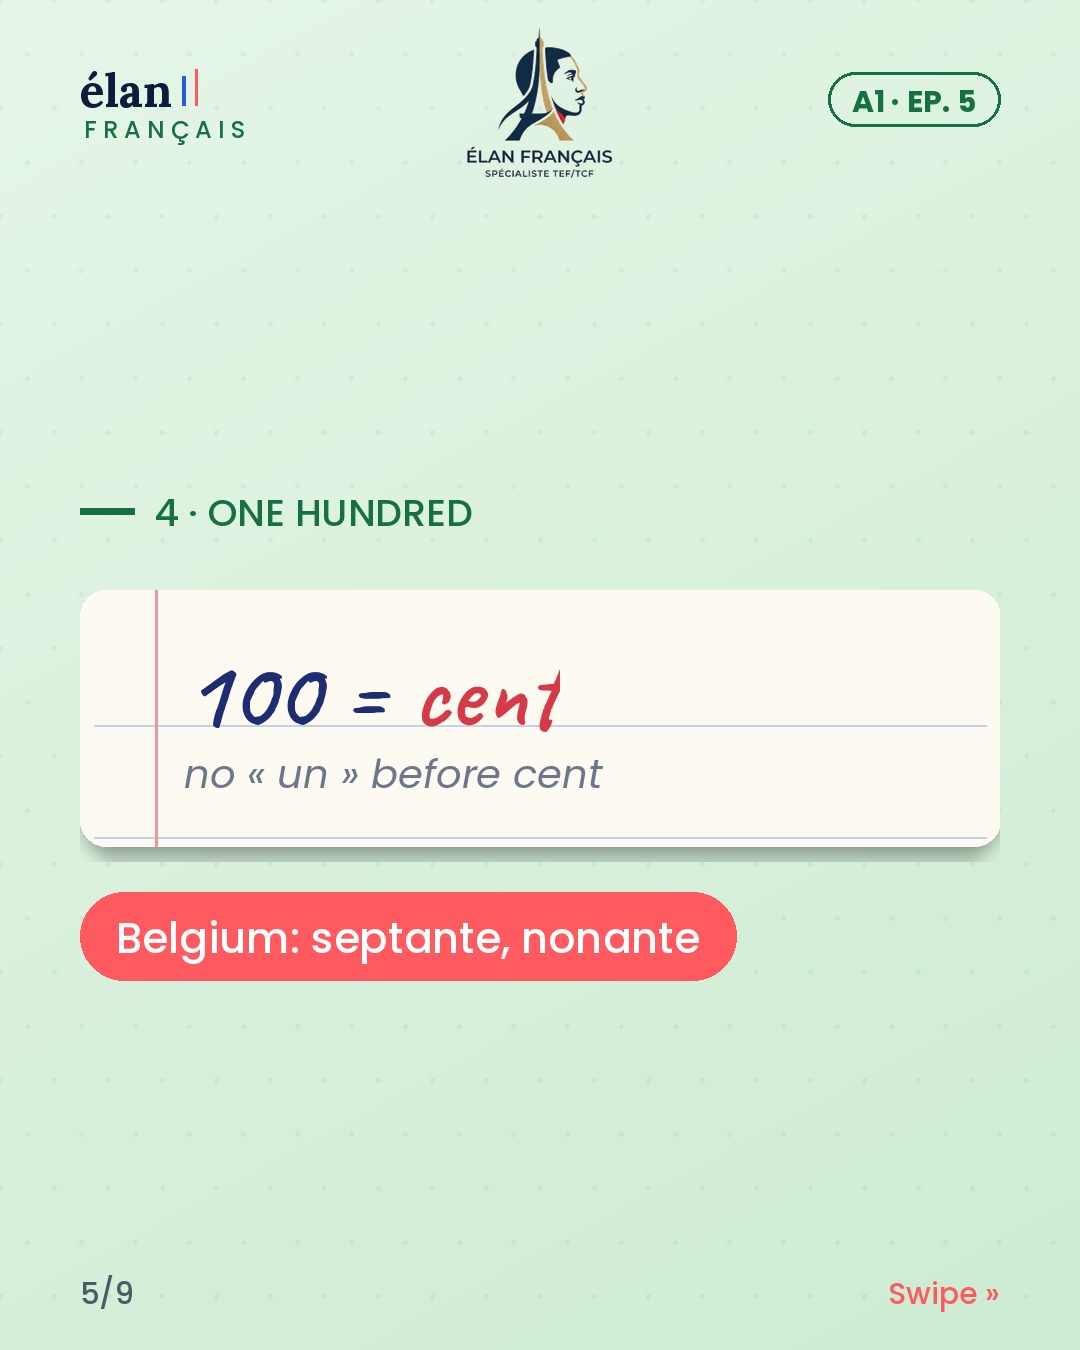 élan
FRANÇAIS
ÉLAN FRANÇAIS
SPÉCIALISTE TEF/TCF
A1 · EP. 5
4 · ONE HUNDRED
100 = cent
no « un » before cent
Belgium: septante, nonante
5/9
Swipe »